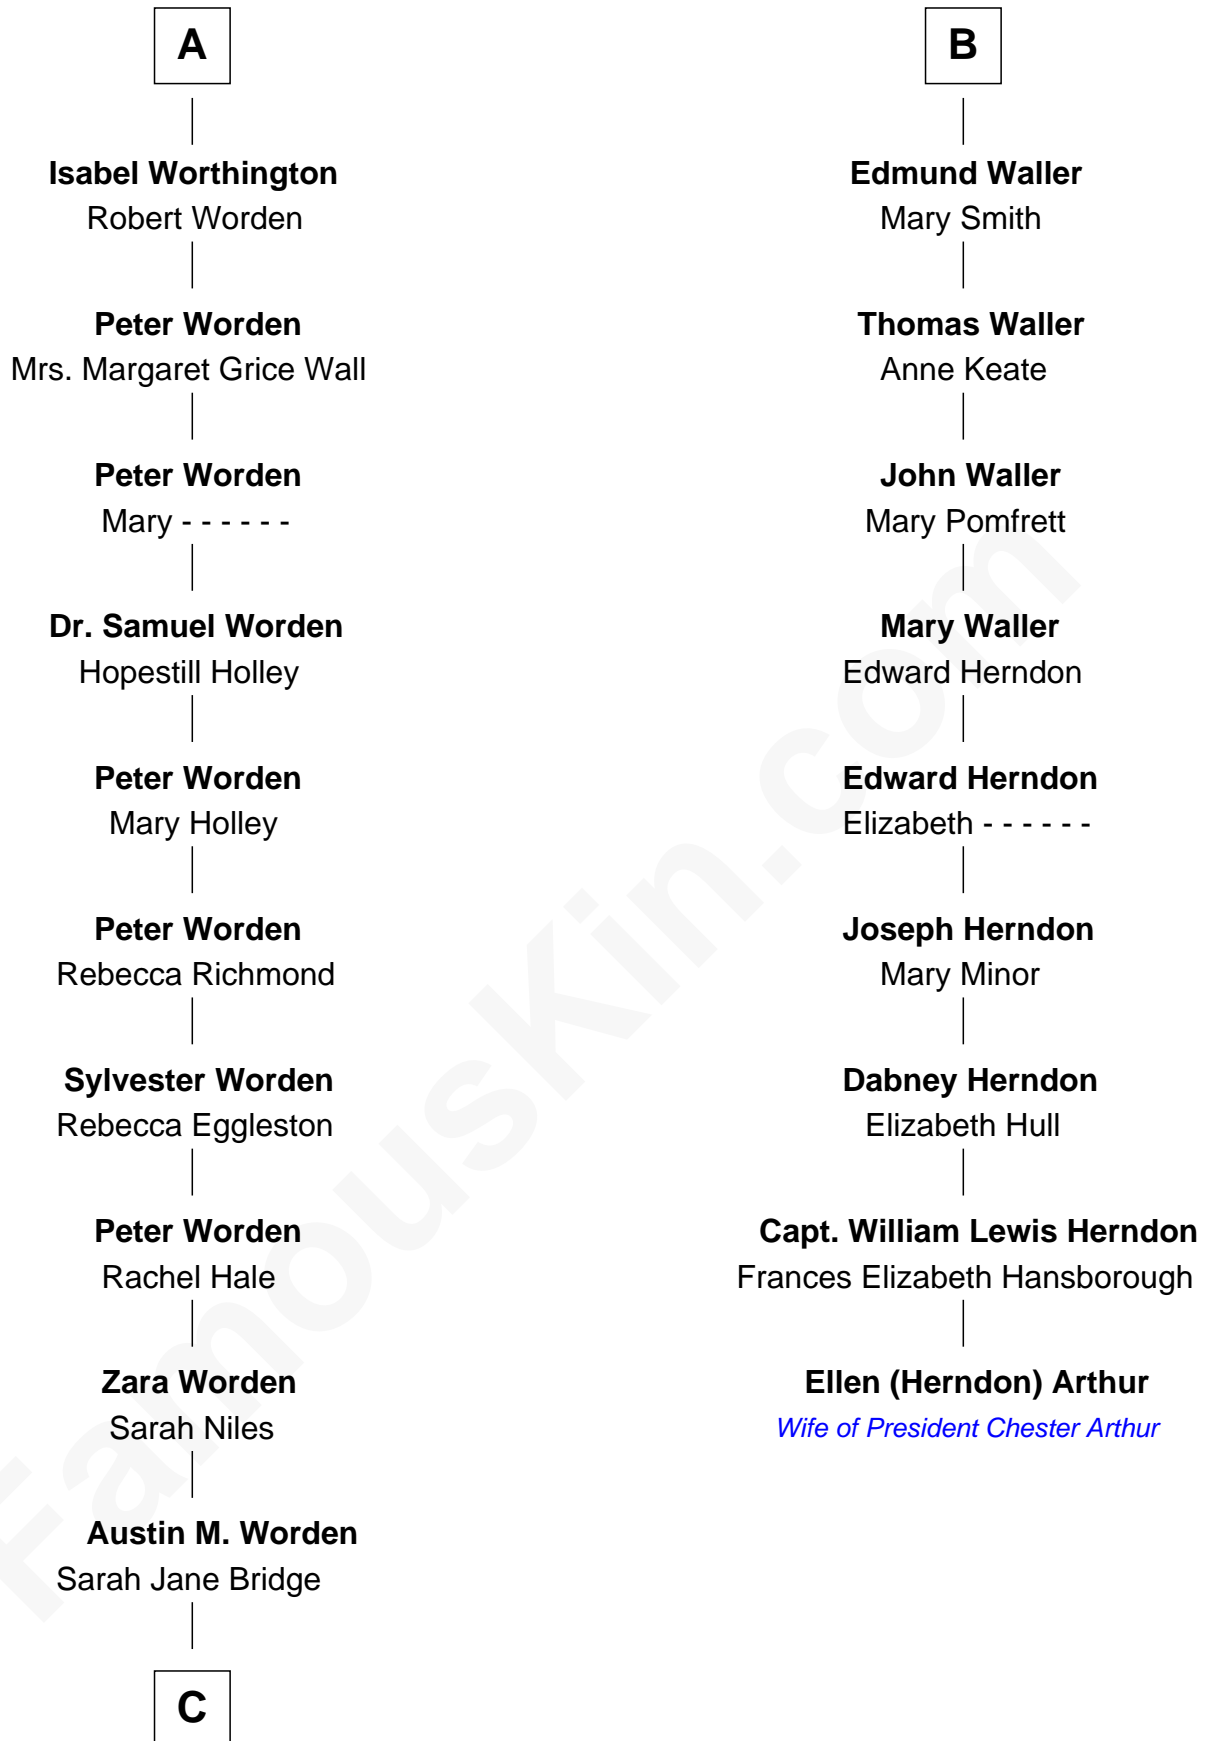 A
Isabel Worthington
Robert Worden
Peter Worden
Mrs. Margaret Grice Wall
Peter Worden
Mary - - - - - -
Dr. Samuel Worden
Hopestill Holley
Peter Worden
Mary Holley
Peter Worden
Rebecca Richmond
Sylvester Worden
Rebecca Eggleston
Peter Worden
Rachel Hale
Zara Worden
Sarah Niles
Austin M. Worden
Sarah Jane Bridge
C
B
Edmund Waller
Mary Smith
Thomas Waller
Anne Keate
John Waller
Mary Pomfrett
Mary Waller
Edward Herndon
Edward Herndon
Elizabeth - - - - - -
Joseph Herndon
Mary Minor
Dabney Herndon
Elizabeth Hull
Capt. William Lewis Herndon
Frances Elizabeth Hansborough
Ellen (Herndon) Arthur
Wife of President Chester Arthur
FamousKin.com